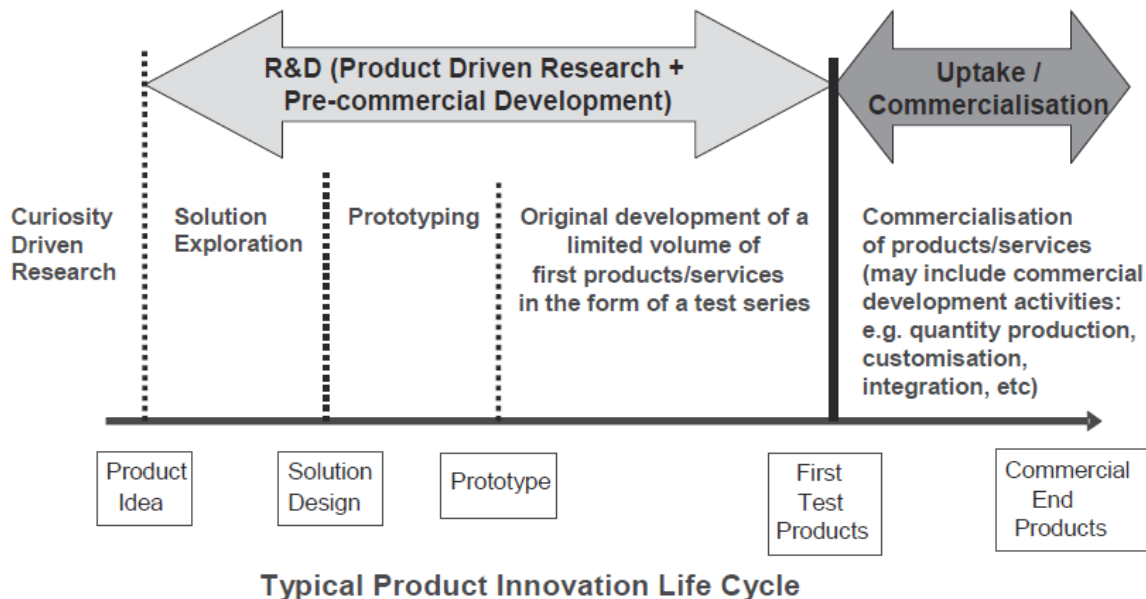 R&D (Product Driven Research +
Pre-commercial Development)
Uptake /
Commercialisation
Curiosity
Driven
Research
Solution
Exploration
Prototyping
Original development of a
limited volume of
first products/services
in the form of a test series
Commercialisation
of products/services
(may include commercial
development activities:
e.g. quantity production,
customisation,
integration, etc)
Product
Idea
Solution
Design
Prototype
First
Test
Products
Commercial
End
Products
Typical Product Innovation Life Cycle